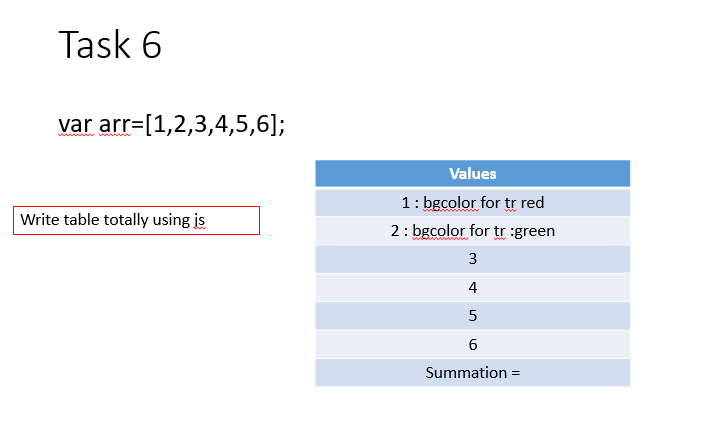 Task 6
var arr=[1,2,3,4,5,6];
Values
1 : bgcolor for tr red
2 : bgcolor for tr :green
Write table totally using js
3
4
5
6
Summation =